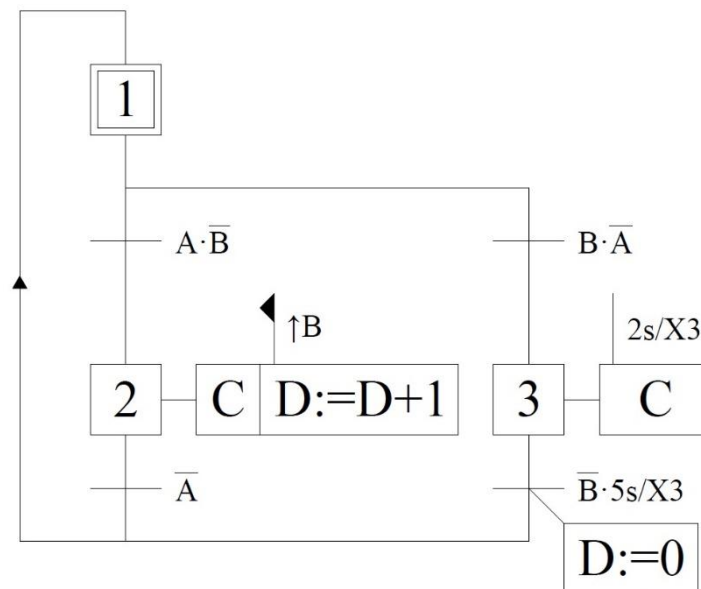 1
A·B̅
B·A̅
↑B
2s/X3
2
C
D:=D+1
3
C
A̅
B̅·5s/X3
D:=0